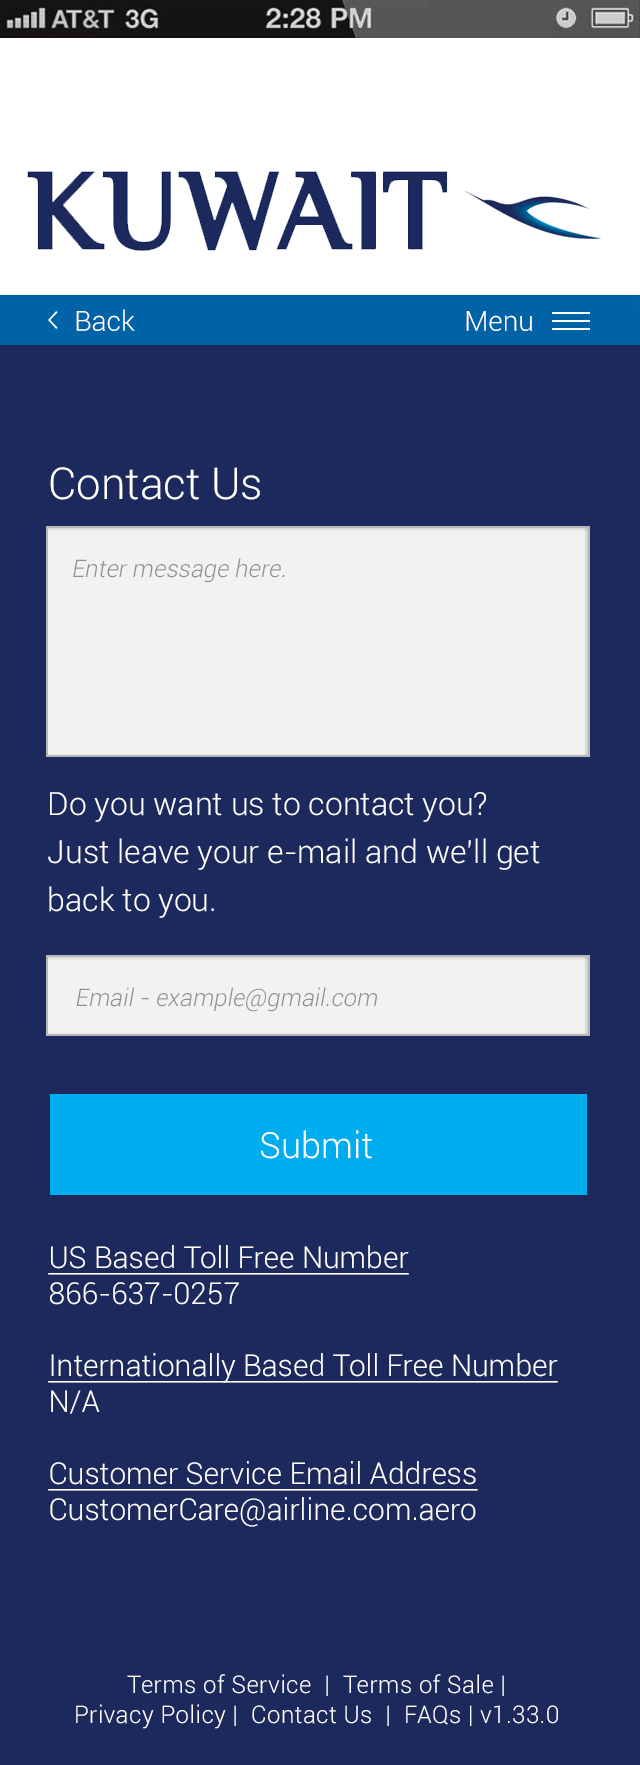 AT&T 3G 2:28 PM
KUWAIT
Back Menu
Contact Us
Enter message here.
Do you want us to contact you?
Just leave your e-mail and we'll get
back to you.
Email - example@gmail.com
Submit
US Based Toll Free Number
866-637-0257
Internationally Based Toll Free Number
N/A
Customer Service Email Address
CustomerCare@airline.com.aero
Terms of Service | Terms of Sale |
Privacy Policy | Contact Us | FAQs | v1.33.0